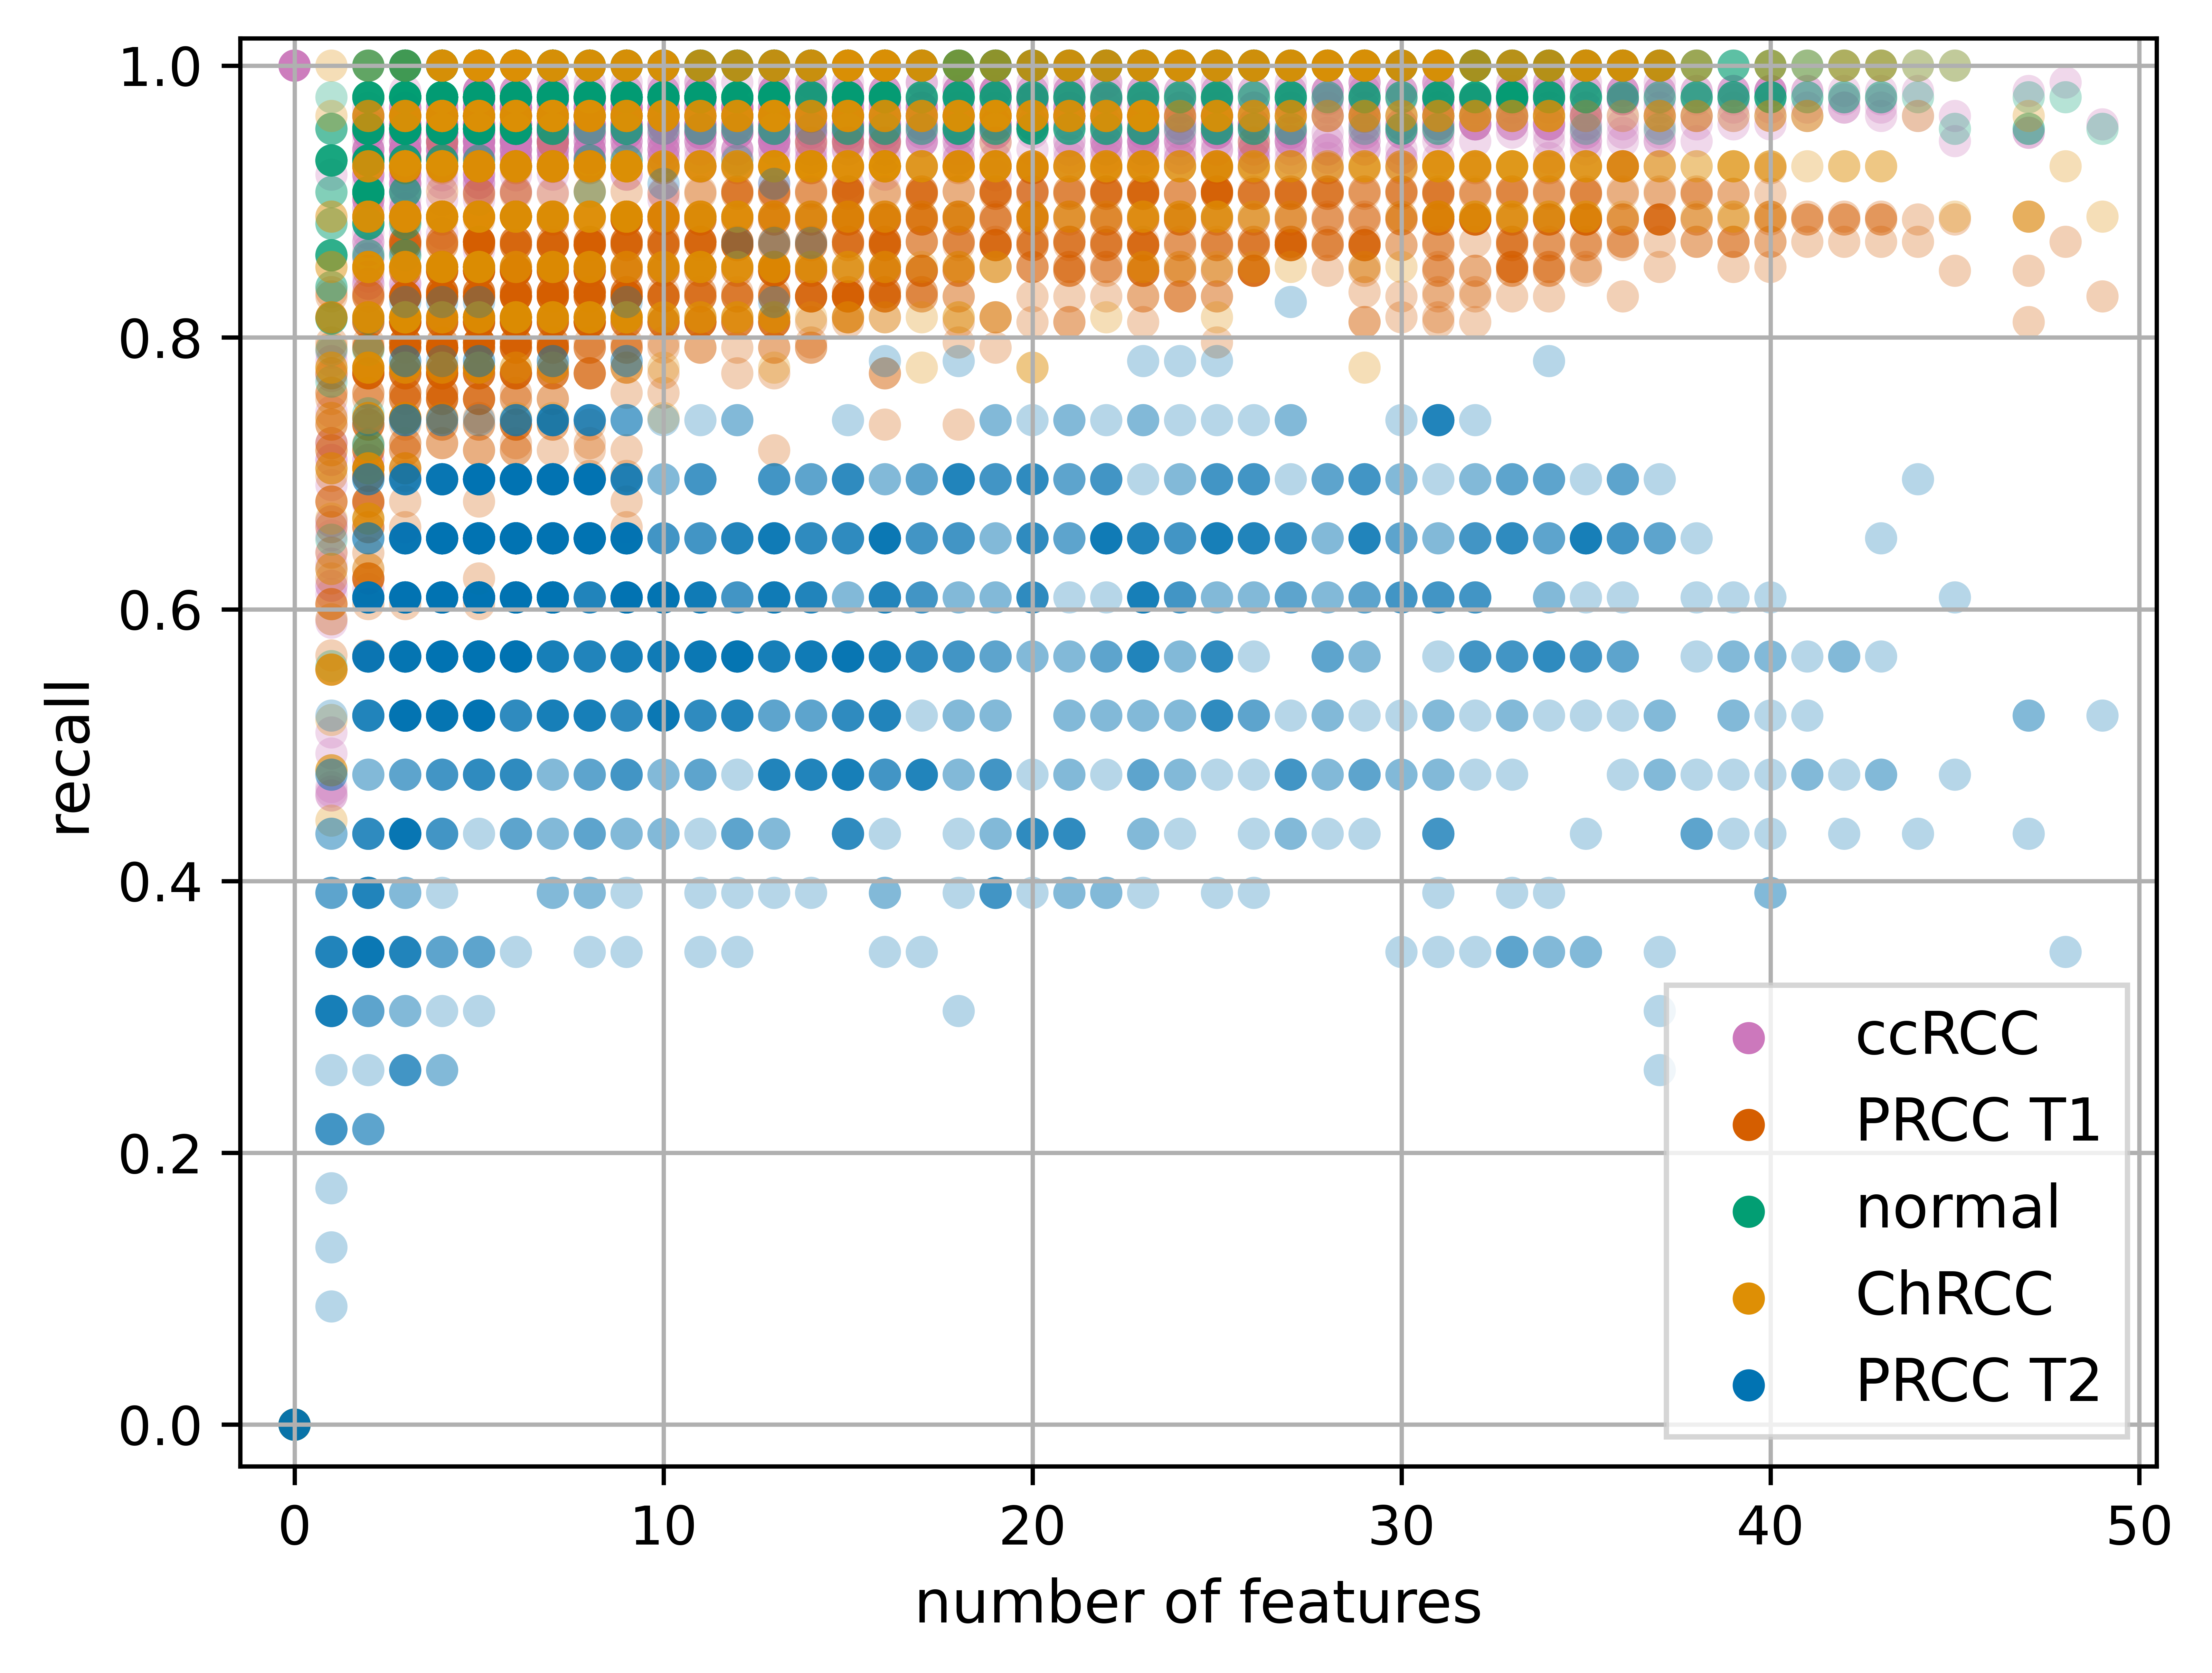 1.0
0.8
0.6
0.4
0.2
0.0
recall
0 10 20 30 40 50
number of features
ccRCC
PRCC T1
normal
ChRCC
PRCC T2